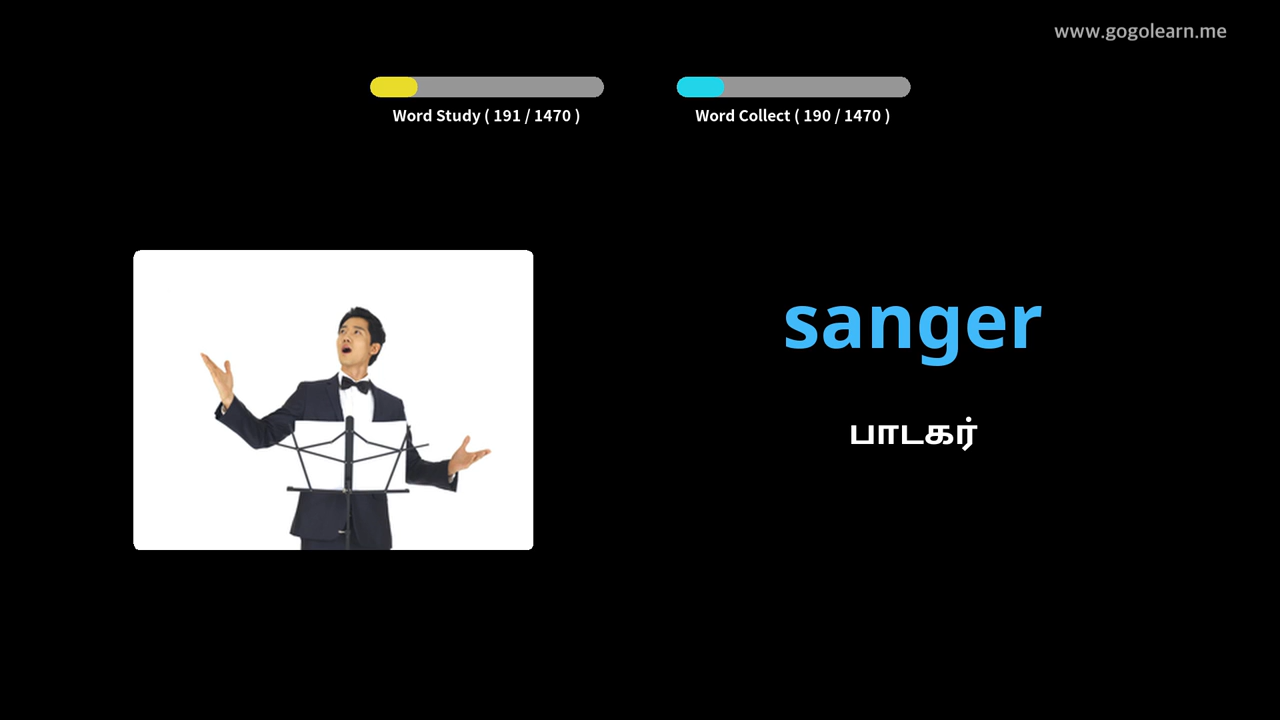 www.gogolearn.me
Word Study ( 191 / 1470 )
Word Collect ( 190 / 1470 )
sanger
பாடகர்